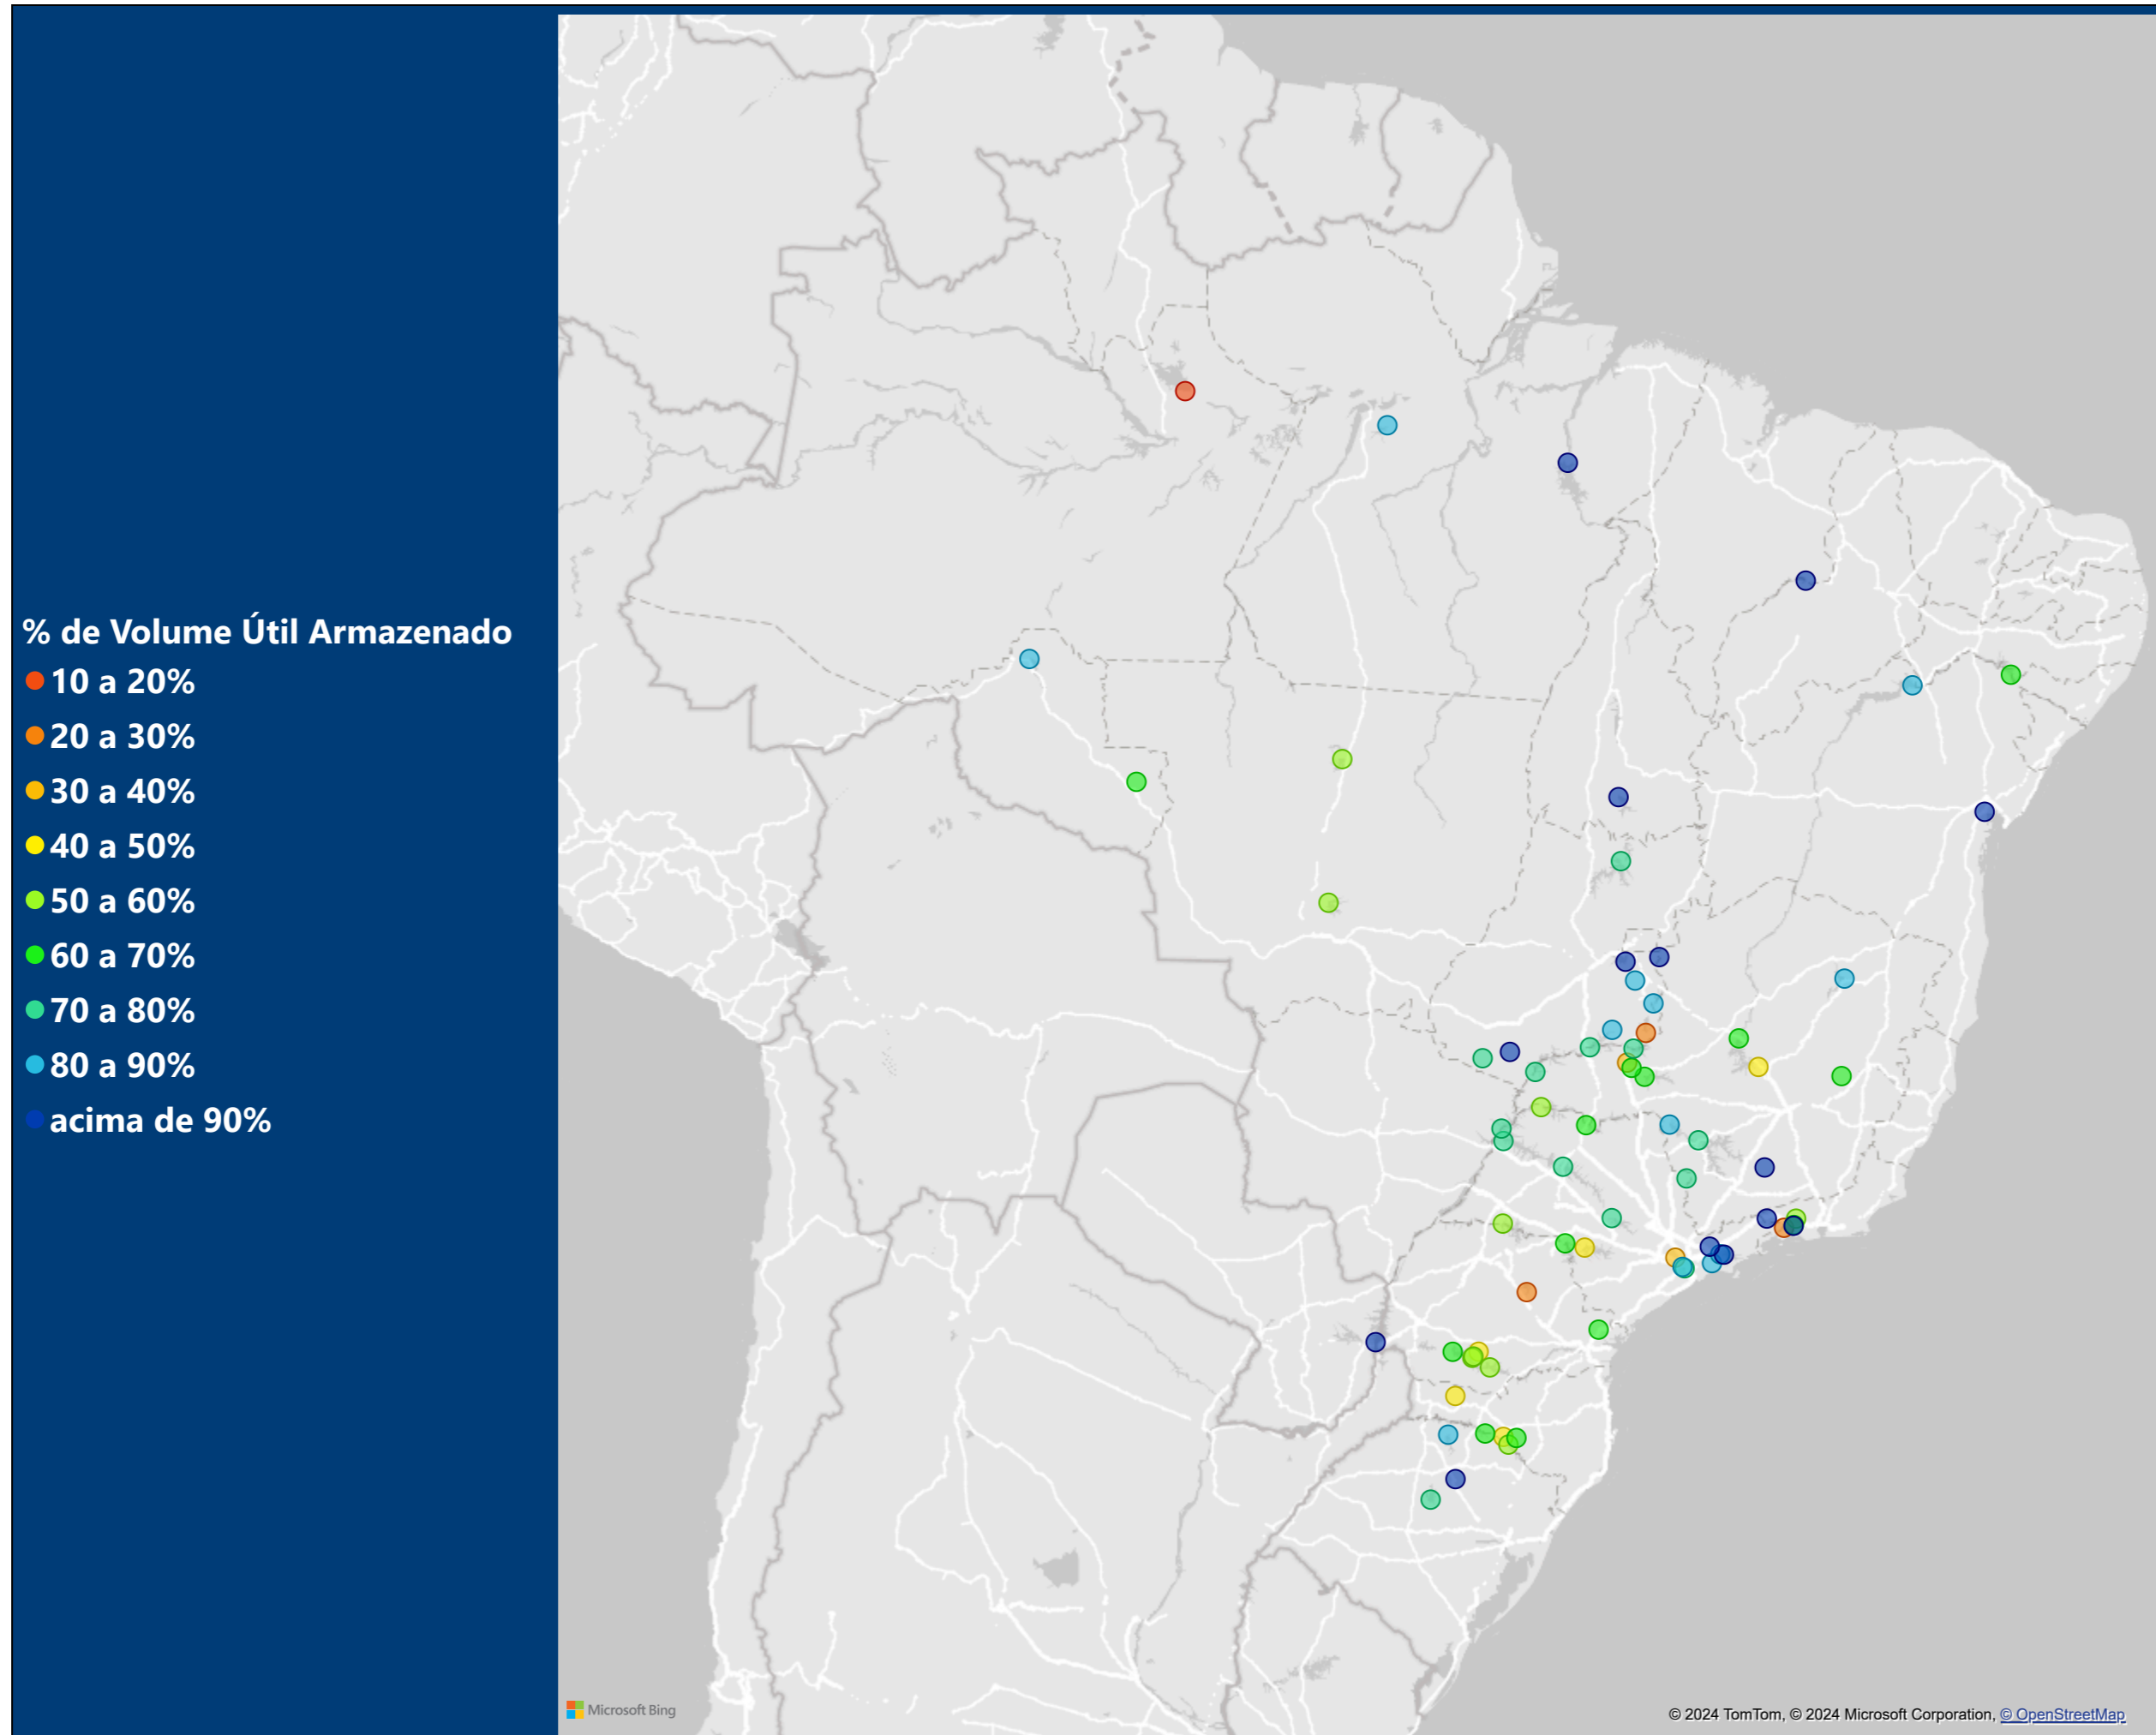 % de Volume Útil Armazenado
10 a 20%
20 a 30%
30 a 40%
40 a 50%
50 a 60%
60 a 70%
70 a 80%
80 a 90%
acima de 90%
Microsoft Bing
© 2024 TomTom, © 2024 Microsoft Corporation, © OpenStreetMap